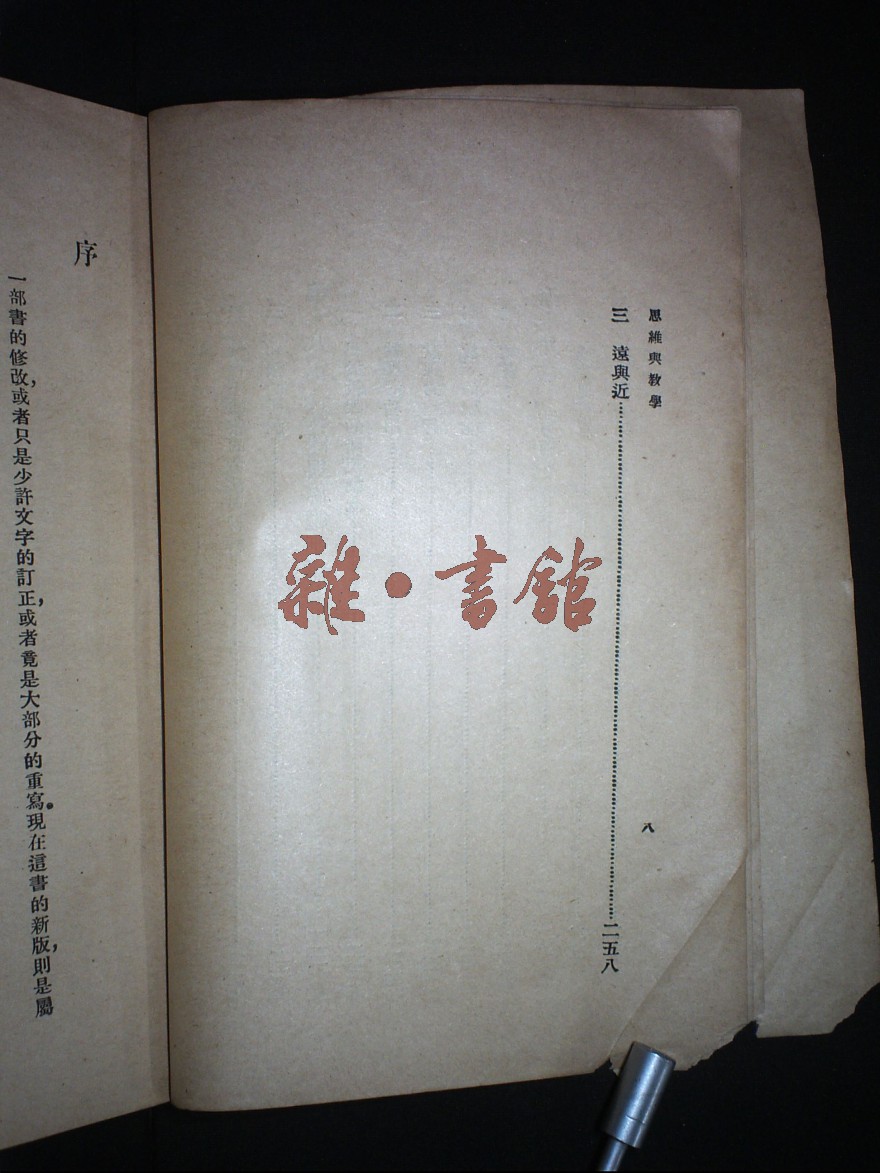 思維與教學
八
三 遠與近……二五八
序
一部書的修改，或者只是少許文字的訂正，或者竟是大部分的重寫。現在這書的新版，則是屬
雜·書館